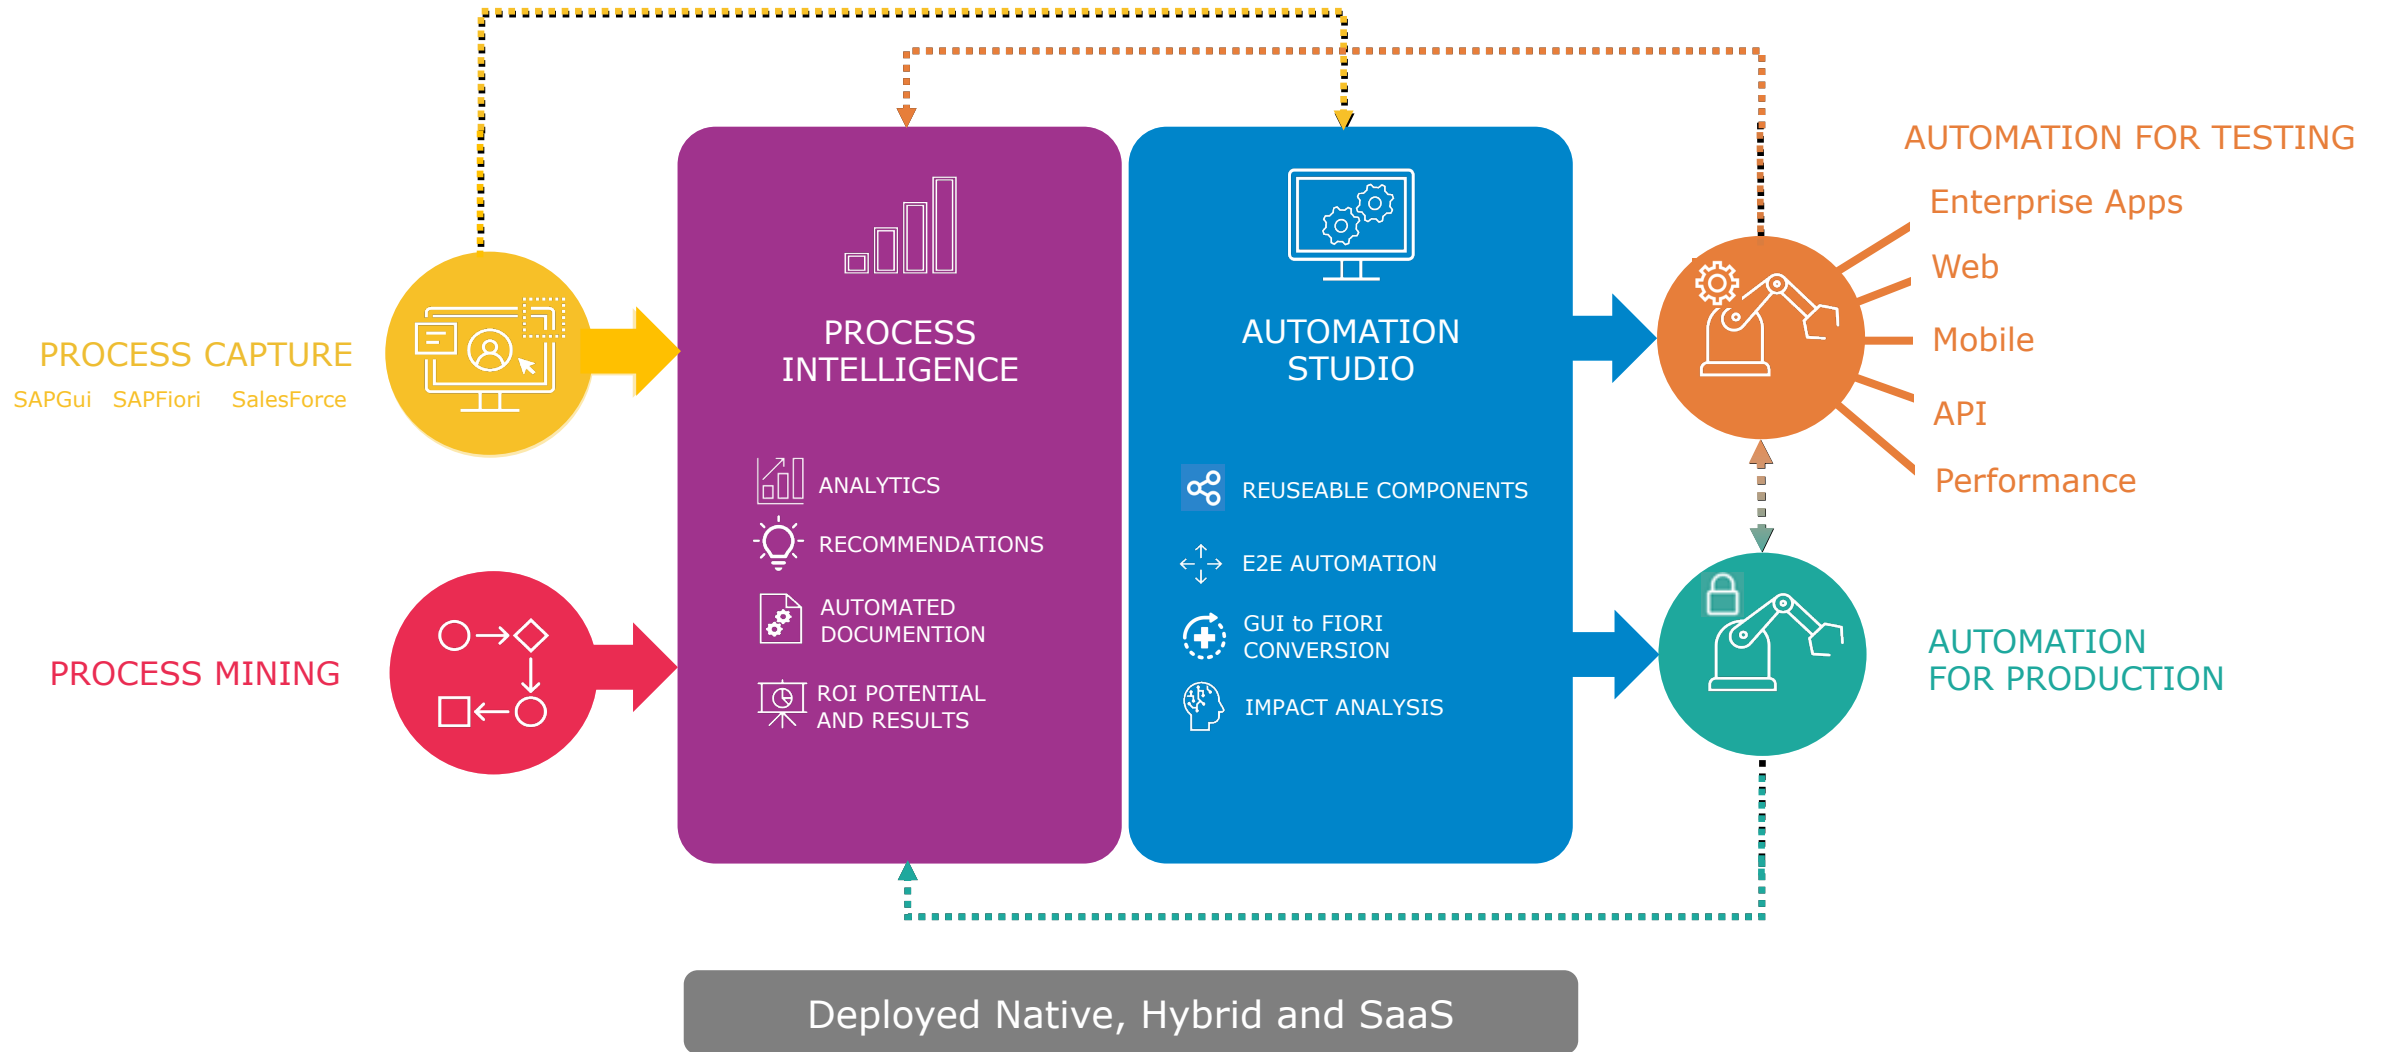 PROCESS CAPTURE
SAPGui SAPFiori SalesForce
PROCESS MINING
PROCESS
INTELLIGENCE
ANALYTICS
RECOMMENDATIONS
AUTOMATED
DOCUMENTION
ROI POTENTIAL
AND RESULTS
AUTOMATION
STUDIO
REUSEABLE COMPONENTS
E2E AUTOMATION
GUI to FIORI
CONVERSION
IMPACT ANALYSIS
AUTOMATION FOR TESTING
Enterprise Apps
Web
Mobile
API
Performance
AUTOMATION
FOR PRODUCTION
Deployed Native, Hybrid and SaaS